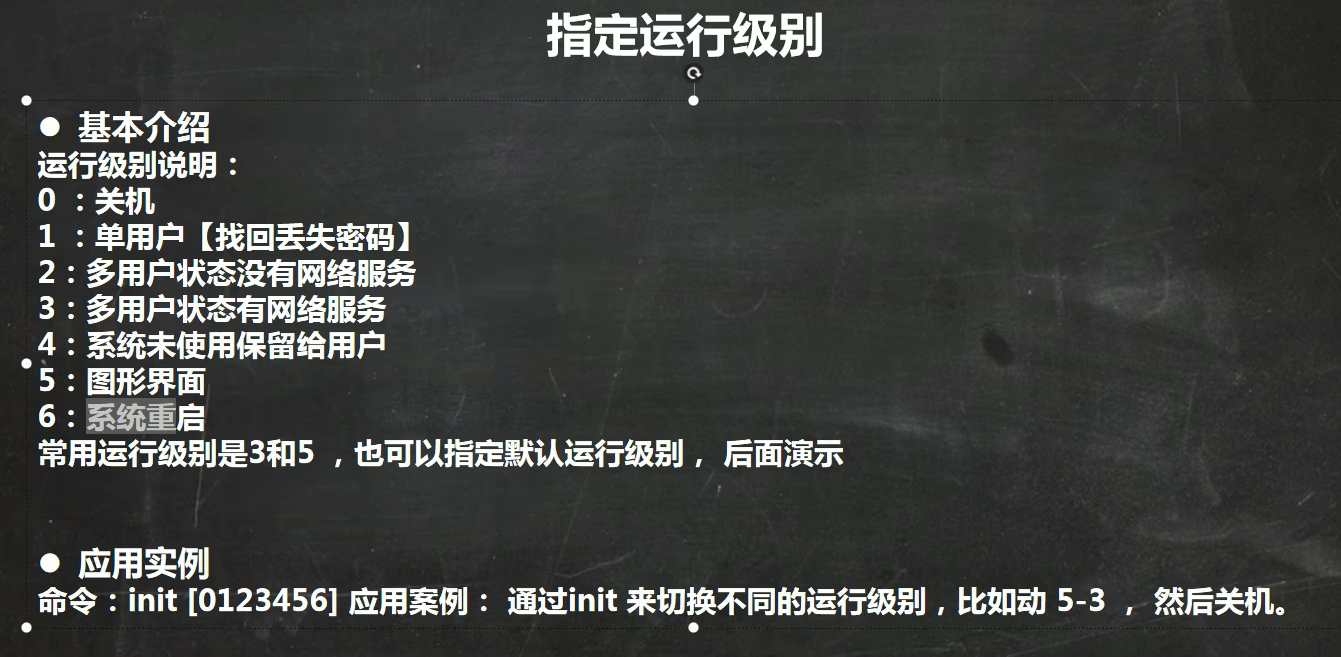 指定运行级别
● 基本介绍
运行级别说明：
0 ：关机
1 ：单用户【找回丢失密码】
2：多用户状态没有网络服务
3：多用户状态有网络服务
4：系统未使用保留给用户
5：图形界面
6：系统重启
常用运行级别是3和5 ，也可以指定默认运行级别， 后面演示
● 应用实例
命令：init [0123456] 应用案例： 通过init 来切换不同的运行级别，比如动 5-3 ， 然后关机。